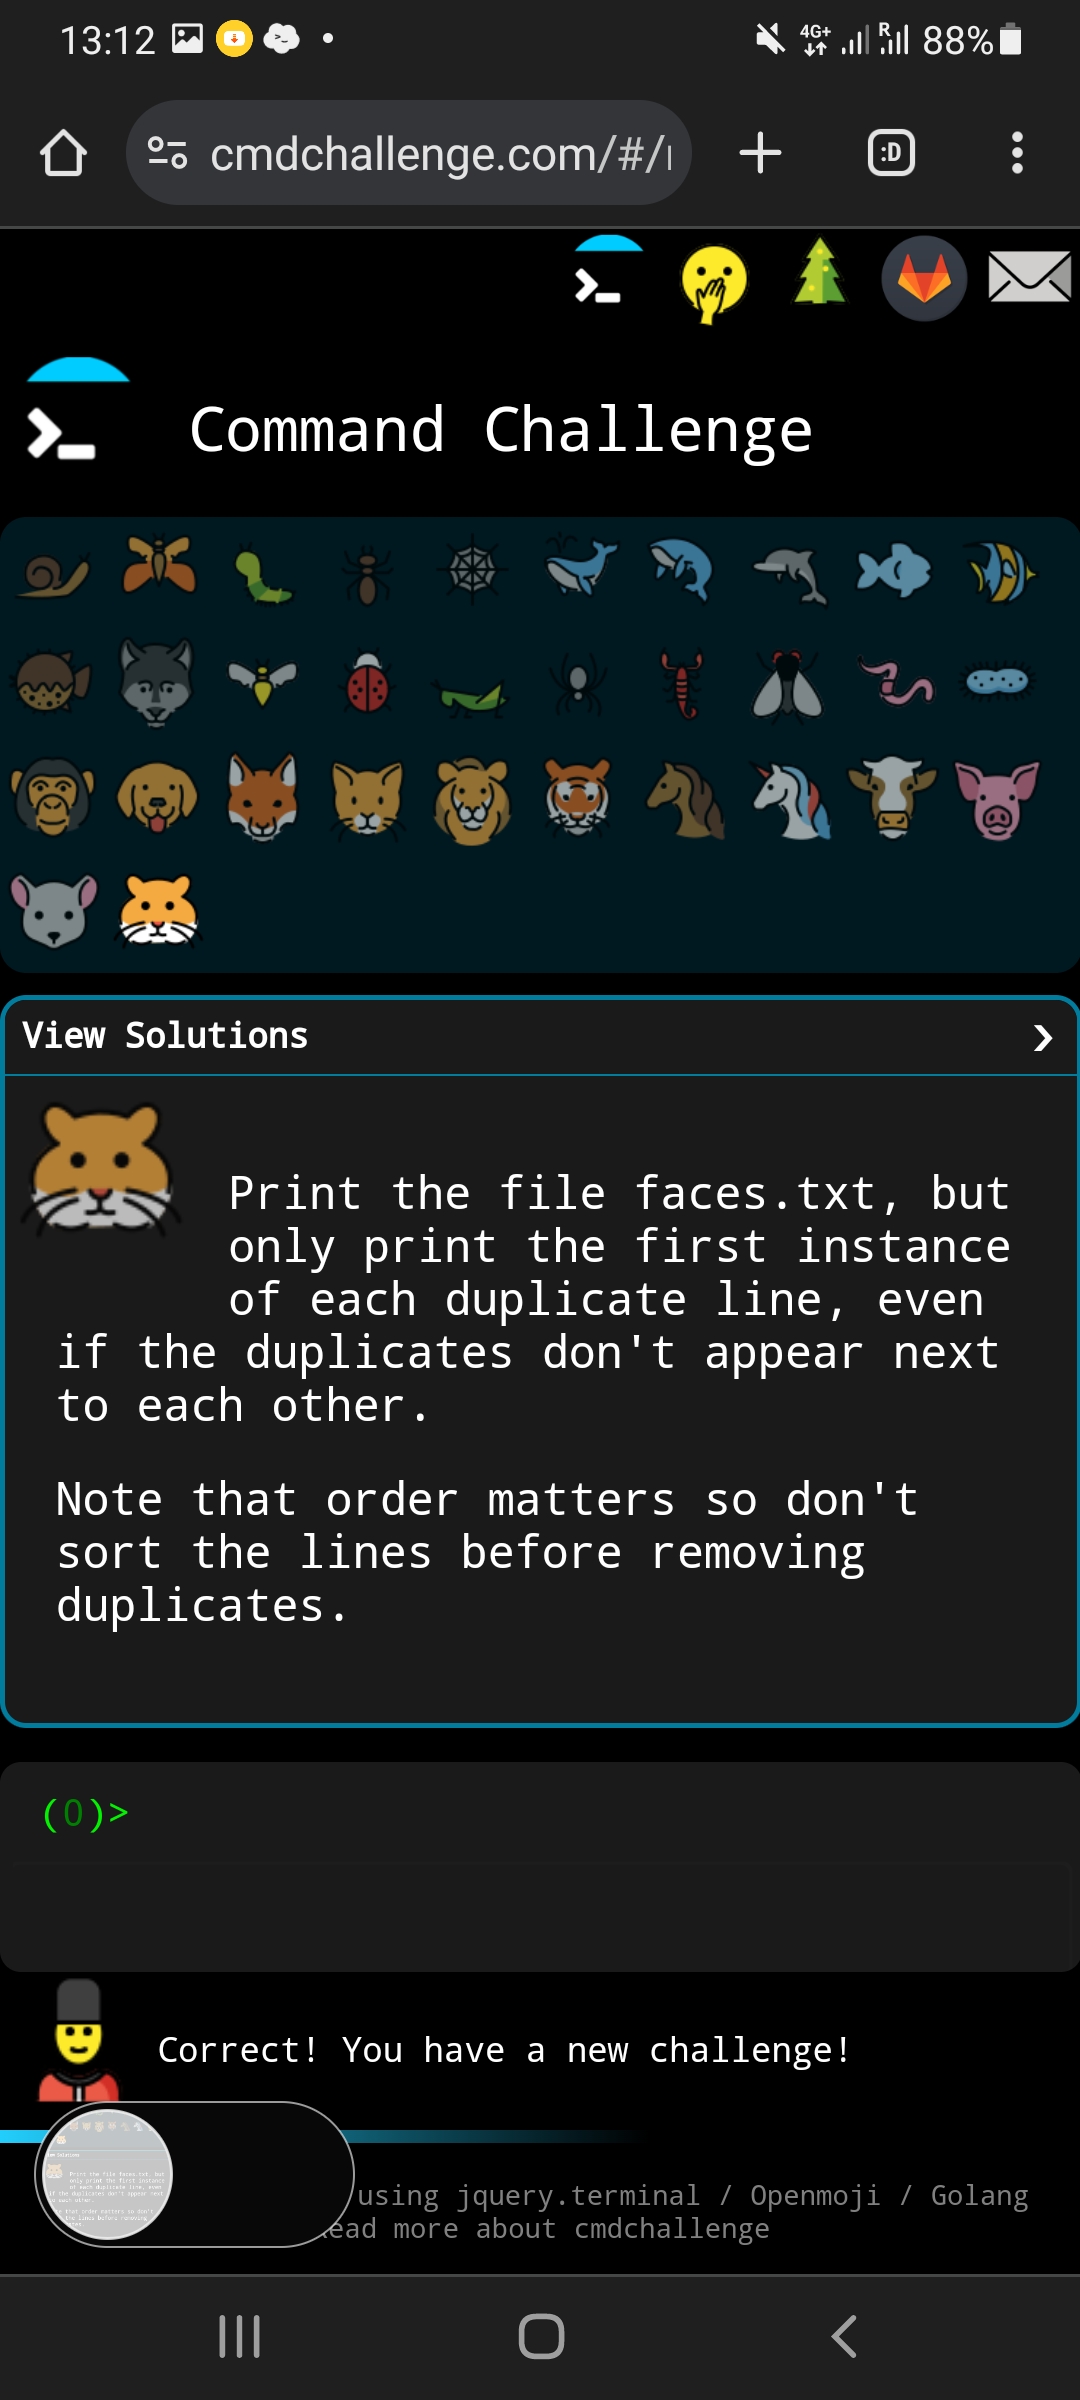 13:12
4G+
R
88%
cmdchallenge.com/#/
:D
Command Challenge
View Solutions
Print the file faces.txt, but
only print the first instance
of each duplicate line, even
if the duplicates don't appear next
to each other.
Note that order matters so don't
sort the lines before removing
duplicates.
(0)>
Correct! You have a new challenge!
using jquery.terminal / Openmoji / Golang
ead more about cmdchallenge